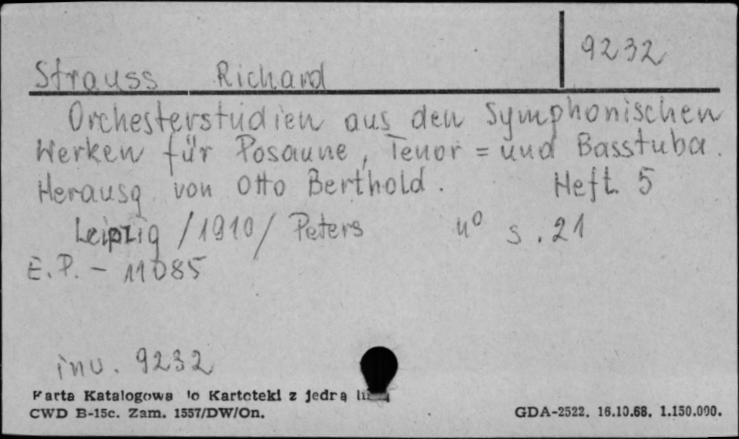 9232
Strauss Richard
Orchesterstudien aus den Symphonischen
Werken für Posaune, Tenor = und Basstuba.
Herausg. von Otto Berthold. Heft 5
Leipzig /1910/ Peters 4° s. 21
E.P. - 11085
inv. 9232
Karta Katalogowa do Kartoteki z jedrą
CWD B-15c. Zam. 1557/DW/On. GDA-2522. 16.10.68. 1.150.000.